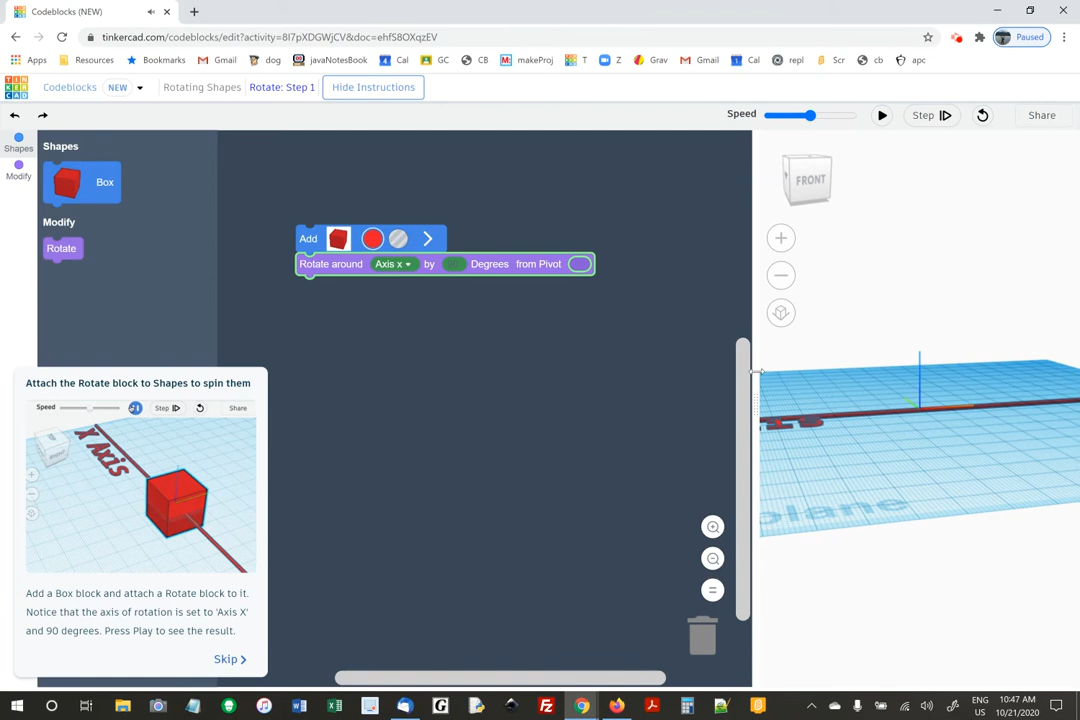 Codeblocks (NEW)
tinkercad.com/codeblocks/edit?activity=8I7pXDGWjCV&doc=ehfS8OXqzEV
Paused
Apps Resources Bookmarks Gmail dog javaNotesBook Cal GC CB makeProj T Z Grav Gmail Cal repl Scr cb apc
TIN
KER
CAD
Codeblocks NEW Rotating Shapes Rotate: Step 1 Hide Instructions
Speed Step Share
Shapes
Modify
Shapes
Box
Modify
Rotate
Add
Rotate around Axis x by Degrees from Pivot
FRONT
Attach the Rotate block to Shapes to spin them
Speed Step Share
X Axis
Add a Box block and attach a Rotate block to it.
Notice that the axis of rotation is set to 'Axis X'
and 90 degrees. Press Play to see the result.
Skip
plane
ENG
US
10:47 AM
10/21/2020